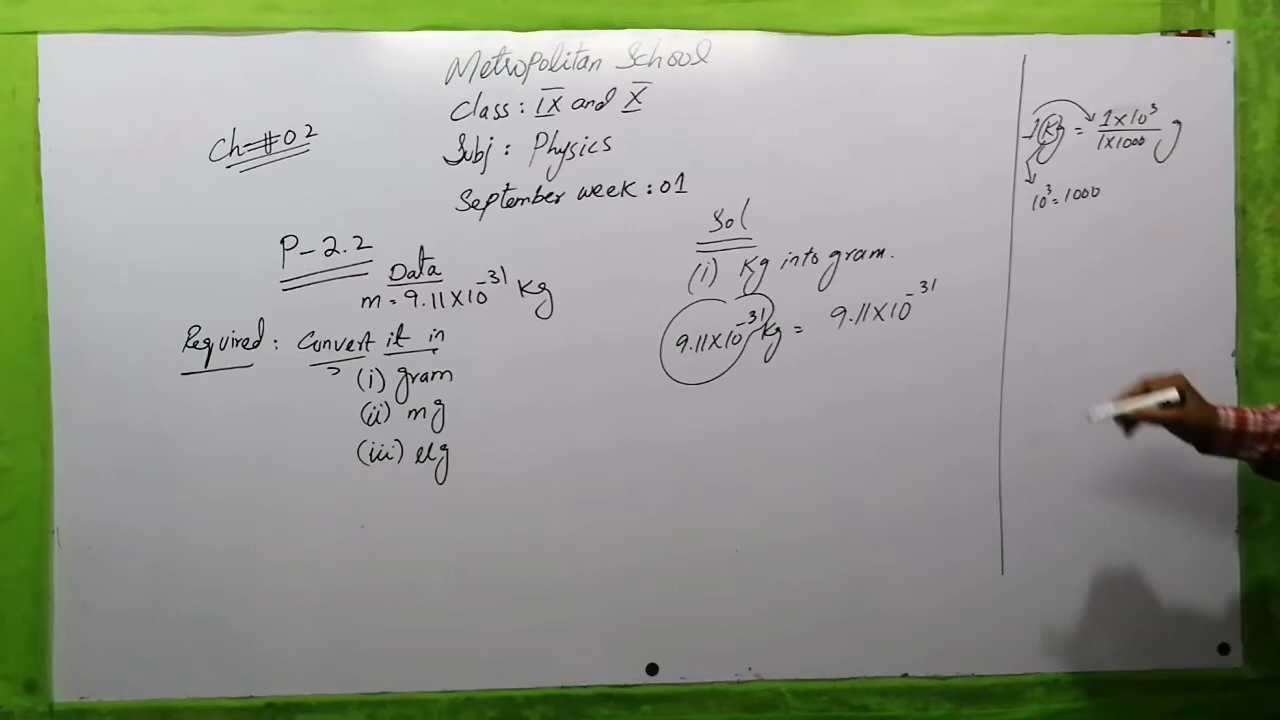 Metropolitan School
Class: IX and X
Ch=#02
Subj: Physics
September week:01
P-2.2
Data
m=9.11×10⁻³¹ Kg
Required: Convert it in
(i) gram
(ii) mg
(iii) µg
Sol
(i) Kg into gram.
9.11×10⁻³¹ Kg = 9.11×10⁻³¹
1 Kg = 1×10³ g
1×1000
10³=1000